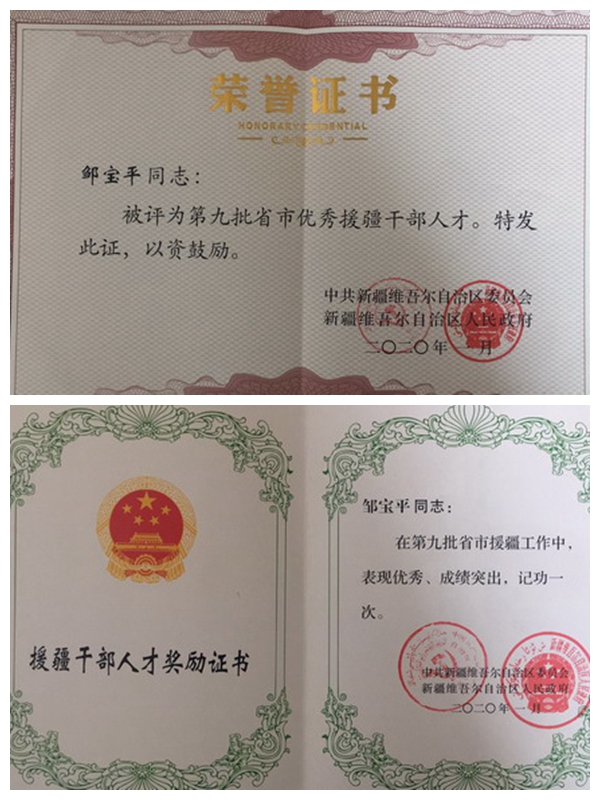 荣誉证书
HONORARY CREDENTIAL
邹宝平同志：
被评为第九批省市优秀援疆干部人才。特发
此证，以资鼓励。
中共新疆维吾尔自治区委员会
新疆维吾尔自治区人民政府
二〇二〇年一月
援疆干部人才奖励证书
邹宝平同志：
在第九批省市援疆工作中，
表现优秀、成绩突出，记功一
次。
中共新疆维吾尔自治区委员会
新疆维吾尔自治区人民政府
二〇二〇年一月